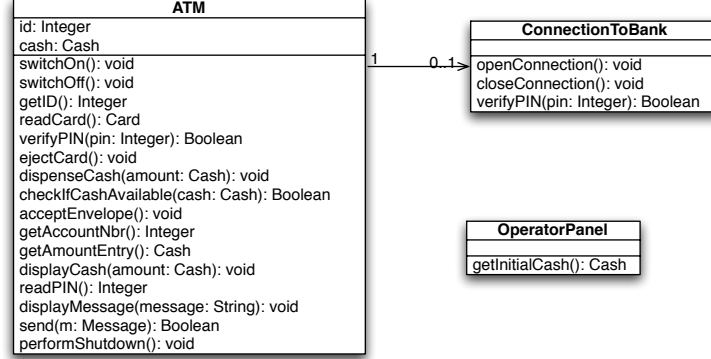 ATM
id: Integer
cash: Cash
switchOn(): void
switchOff(): void
getID(): Integer
readCard(): Card
verifyPIN(pin: Integer): Boolean
ejectCard(): void
dispenseCash(amount: Cash): void
checkIfCashAvailable(cash: Cash): Boolean
acceptEnvelope(): void
getAccountNbr(): Integer
getAmountEntry(): Cash
displayCash(amount: Cash): void
readPIN(): Integer
displayMessage(message: String): void
send(m: Message): Boolean
performShutdown(): void
1
0..1
ConnectionToBank
openConnection(): void
closeConnection(): void
verifyPIN(pin: Integer): Boolean
OperatorPanel
getInitialCash(): Cash